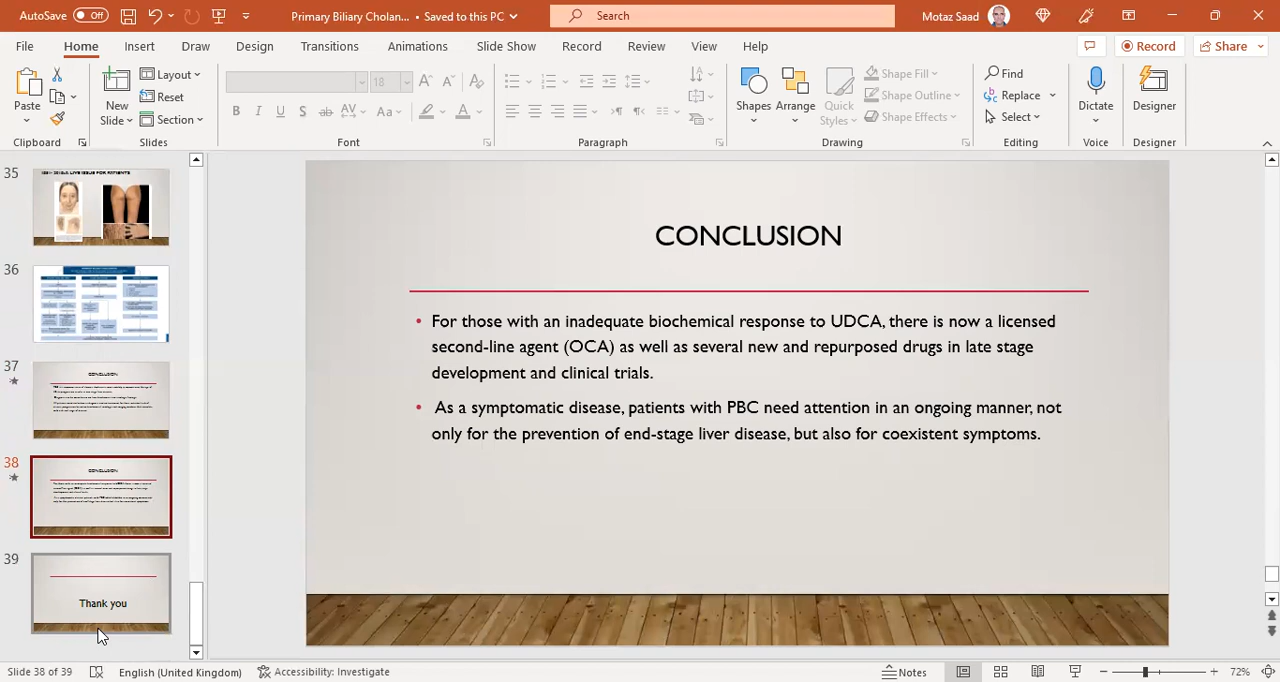 AutoSave Off Primary Biliary Cholan... • Saved to this PC Search Motaz Saad
File Home Insert Draw Design Transitions Animations Slide Show Record Review View Help Record Share
Paste New Slide Layout Reset Section 18 Shapes Arrange Quick Styles Shape Fill Shape Outline Shape Effects Find Replace Select Dictate Designer
Clipboard Slides Font Paragraph Drawing Editing Voice Designer
35
36
37
CONCLUSION
38
CONCLUSION
39
Thank you
CONCLUSION
• For those with an inadequate biochemical response to UDCA, there is now a licensed
second-line agent (OCA) as well as several new and repurposed drugs in late stage
development and clinical trials.
• As a symptomatic disease, patients with PBC need attention in an ongoing manner, not
only for the prevention of end-stage liver disease, but also for coexistent symptoms.
Slide 38 of 39 English (United Kingdom) Accessibility: Investigate Notes 72%